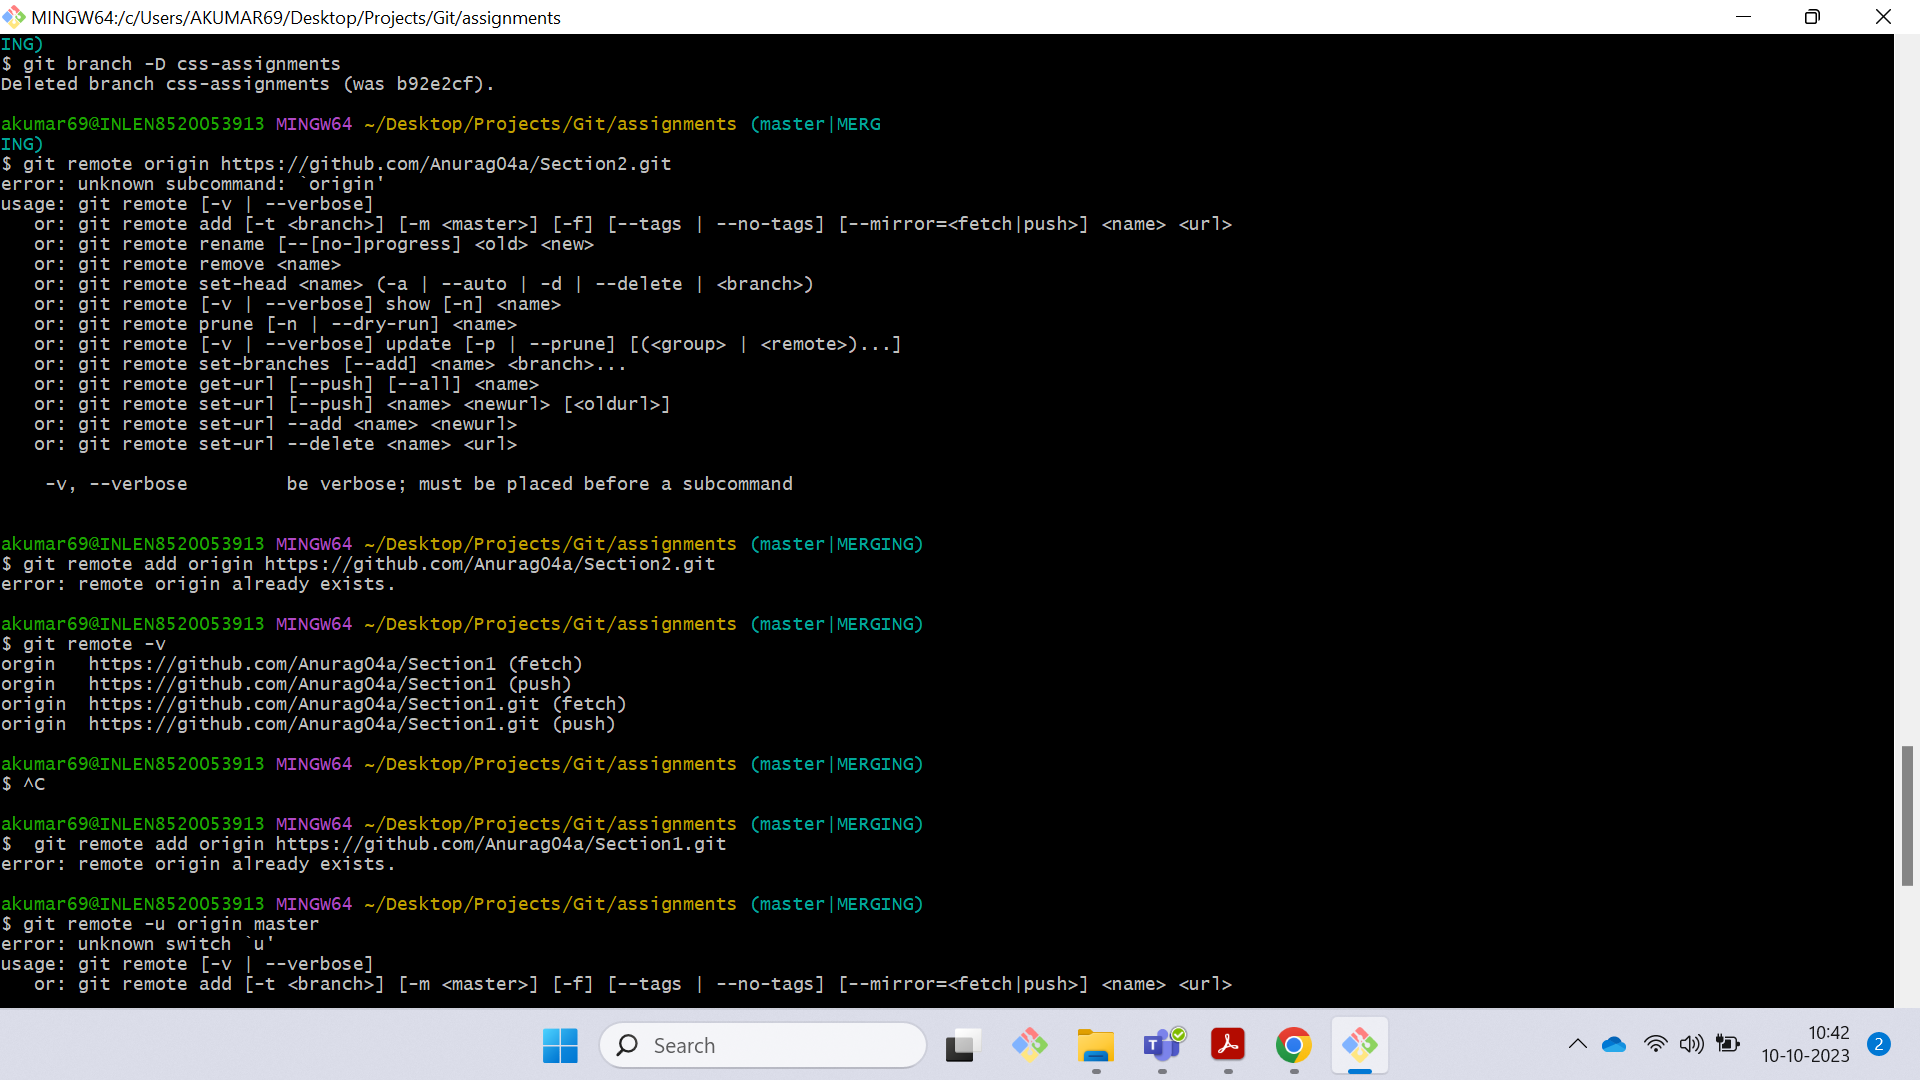 MINGW64:/c/Users/AKUMAR69/Desktop/Projects/Git/assignments
ING)
$ git branch -D css-assignments
Deleted branch css-assignments (was b92e2cf).
akumar69@INLEN8520053913 MINGW64 ~/Desktop/Projects/Git/assignments (master|MERG
ING)
$ git remote origin https://github.com/Anurag04a/Section2.git
error: unknown subcommand: `origin'
usage: git remote [-v | --verbose]
   or: git remote add [-t <branch>] [-m <master>] [-f] [--tags | --no-tags] [--mirror=<fetch|push>] <name> <url>
   or: git remote rename [--[no-]progress] <old> <new>
   or: git remote remove <name>
   or: git remote set-head <name> (-a | --auto | -d | --delete | <branch>)
   or: git remote [-v | --verbose] show [-n] <name>
   or: git remote prune [-n | --dry-run] <name>
   or: git remote [-v | --verbose] update [-p | --prune] [(<group> | <remote>)...]
   or: git remote set-branches [--add] <name> <branch>...
   or: git remote get-url [--push] [--all] <name>
   or: git remote set-url [--push] <name> <newurl> [<oldurl>]
   or: git remote set-url --add <name> <newurl>
   or: git remote set-url --delete <name> <url>
    -v, --verbose         be verbose; must be placed before a subcommand
akumar69@INLEN8520053913 MINGW64 ~/Desktop/Projects/Git/assignments (master|MERGING)
$ git remote add origin https://github.com/Anurag04a/Section2.git
error: remote origin already exists.
akumar69@INLEN8520053913 MINGW64 ~/Desktop/Projects/Git/assignments (master|MERGING)
$ git remote -v
orgin   https://github.com/Anurag04a/Section1 (fetch)
orgin   https://github.com/Anurag04a/Section1 (push)
origin  https://github.com/Anurag04a/Section1.git (fetch)
origin  https://github.com/Anurag04a/Section1.git (push)
akumar69@INLEN8520053913 MINGW64 ~/Desktop/Projects/Git/assignments (master|MERGING)
$ ^C
akumar69@INLEN8520053913 MINGW64 ~/Desktop/Projects/Git/assignments (master|MERGING)
$  git remote add origin https://github.com/Anurag04a/Section1.git
error: remote origin already exists.
akumar69@INLEN8520053913 MINGW64 ~/Desktop/Projects/Git/assignments (master|MERGING)
$ git remote -u origin master
error: unknown switch `u'
usage: git remote [-v | --verbose]
   or: git remote add [-t <branch>] [-m <master>] [-f] [--tags | --no-tags] [--mirror=<fetch|push>] <name> <url>
Search
10:42
10-10-2023
2